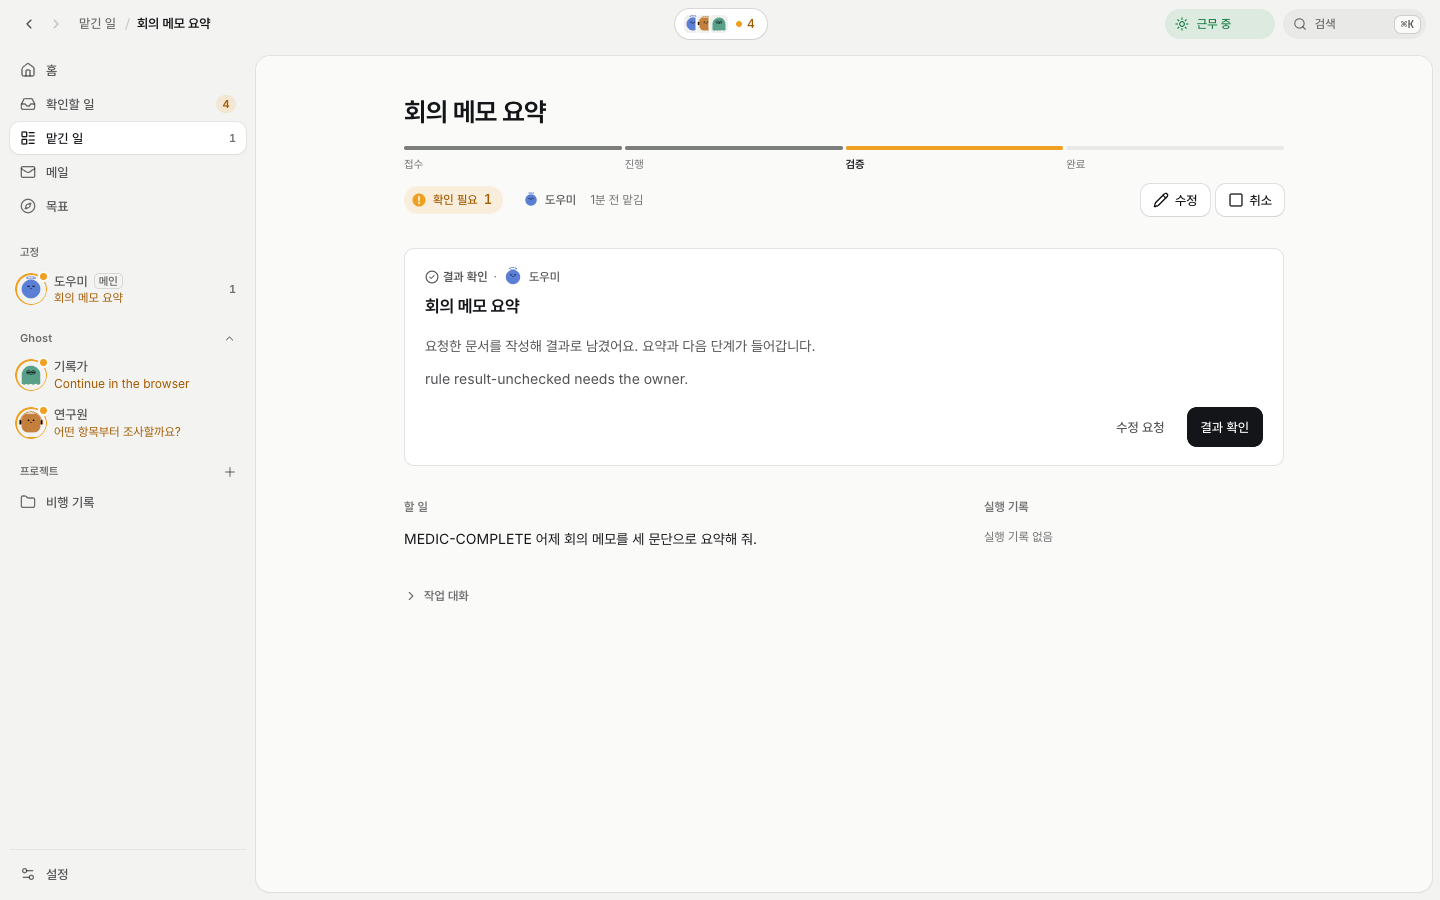 맡긴 일 / 회의 메모 요약
4
근무 중
검색 ⌘K
홈
확인할 일 4
맡긴 일 1
메일
목표
고정
도우미 메인
회의 메모 요약
1
Ghost
기록가
Continue in the browser
연구원
어떤 항목부터 조사할까요?
프로젝트
비행 기록
설정
회의 메모 요약
접수 진행 검증 완료
확인 필요 1 도우미 1분 전 맡김
수정 취소
결과 확인 · 도우미
회의 메모 요약
요청한 문서를 작성해 결과로 남겼어요. 요약과 다음 단계가 들어갑니다.
rule result-unchecked needs the owner.
수정 요청 결과 확인
할 일
MEDIC-COMPLETE 어제 회의 메모를 세 문단으로 요약해 줘.
실행 기록
실행 기록 없음
작업 대화